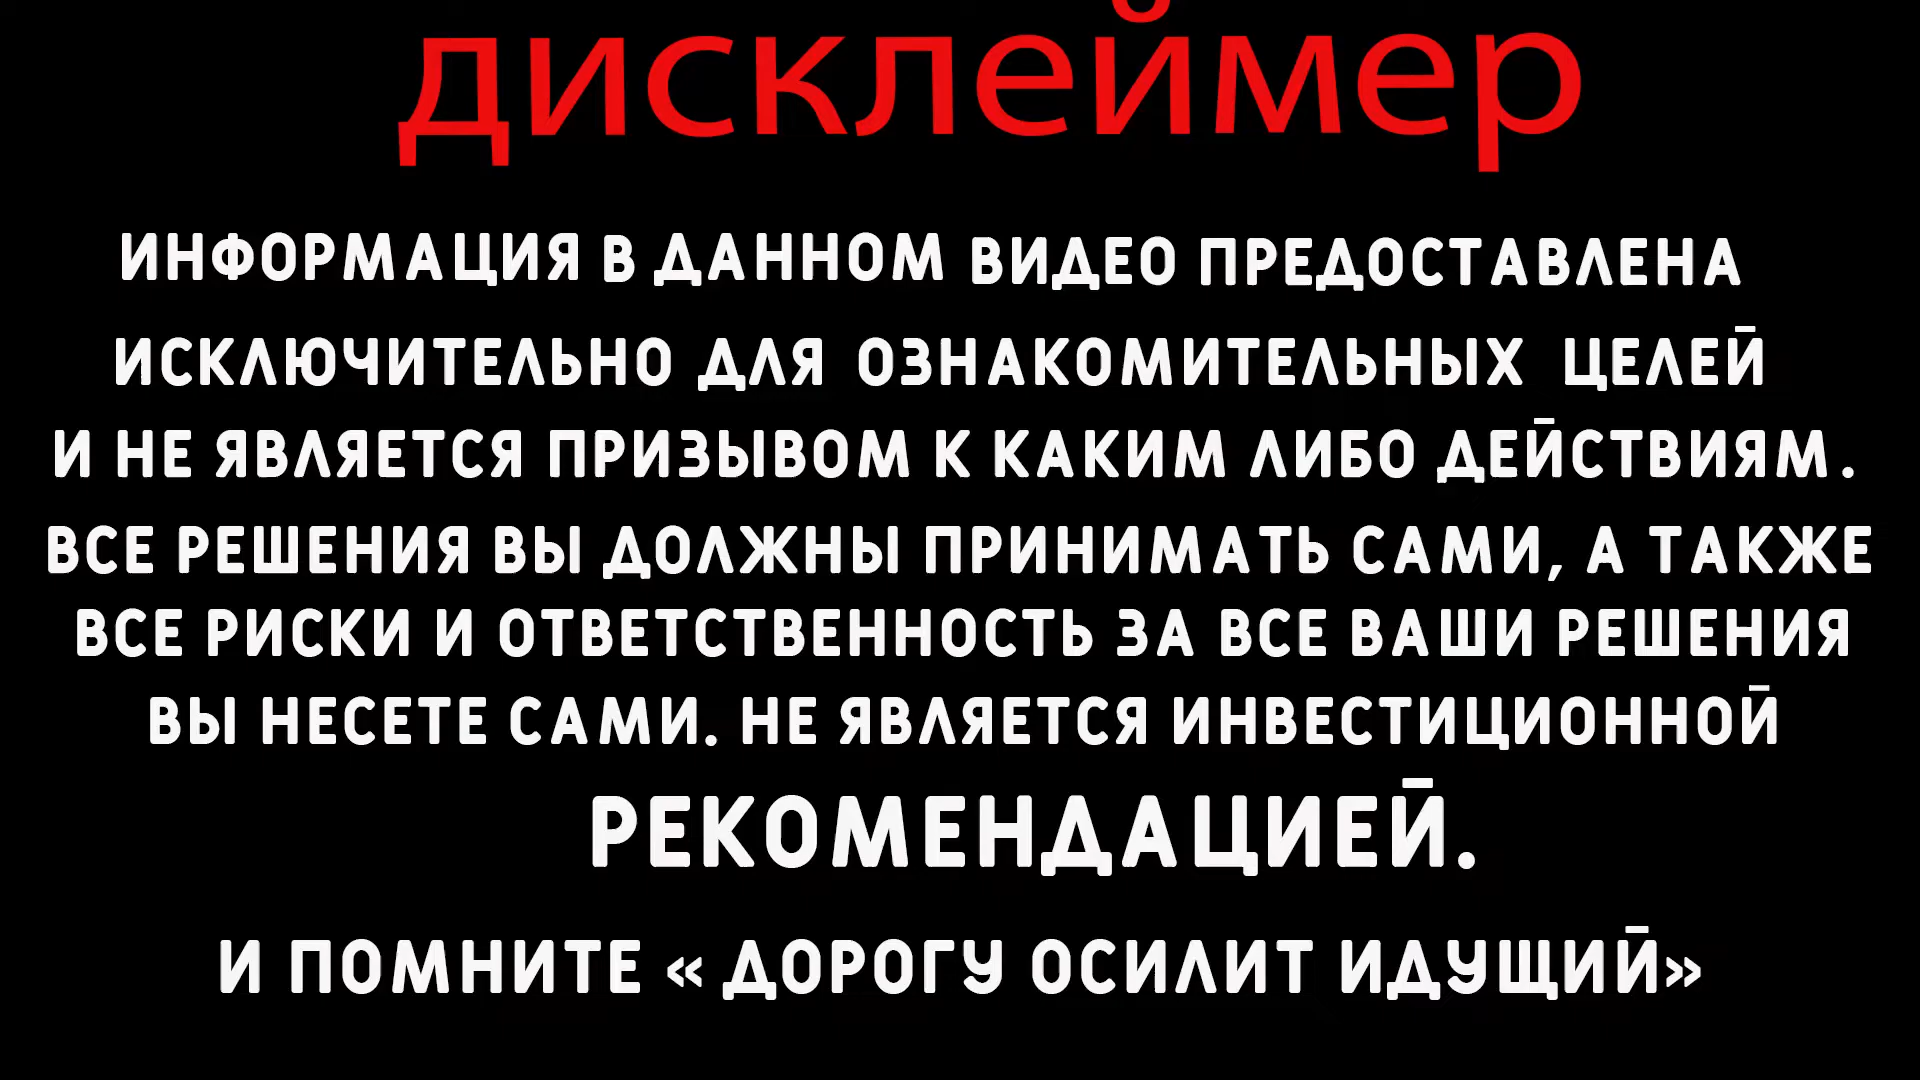 дисклеймер
ИНФОРМАЦИЯ В ДАННОМ ВИДЕО ПРЕДОСТАВЛЕНА
ИСКЛЮЧИТЕЛЬНО ДЛЯ ОЗНАКОМИТЕЛЬНЫХ ЦЕЛЕЙ
И НЕ ЯВЛЯЕТСЯ ПРИЗЫВОМ К КАКИМ ЛИБО ДЕЙСТВИЯМ.
ВСЕ РЕШЕНИЯ ВЫ ДОЛЖНЫ ПРИНИМАТЬ САМИ, А ТАКЖЕ
ВСЕ РИСКИ И ОТВЕТСТВЕННОСТЬ ЗА ВСЕ ВАШИ РЕШЕНИЯ
ВЫ НЕСЕТЕ САМИ. НЕ ЯВЛЯЕТСЯ ИНВЕСТИЦИОННОЙ
РЕКОМЕНДАЦИЕЙ.
И ПОМНИТЕ « ДОРОГУ ОСИЛИТ ИДУЩИЙ»